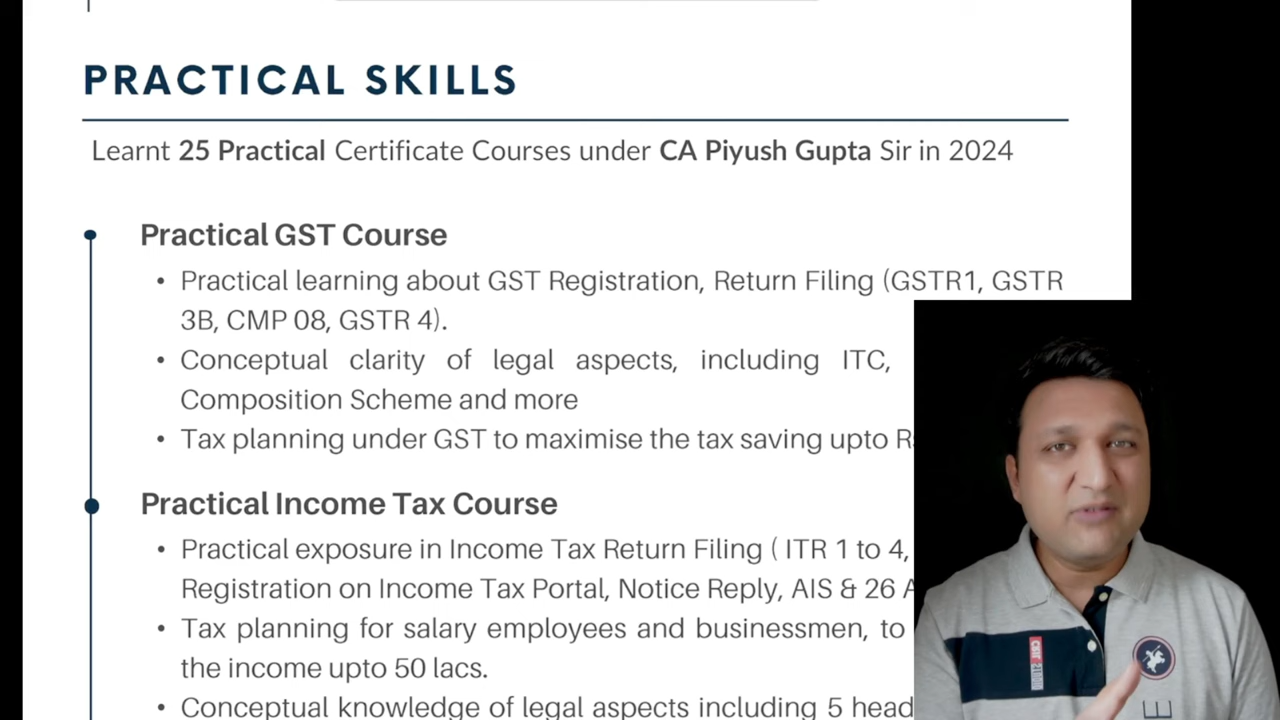 PRACTICAL SKILLS
Learnt 25 Practical Certificate Courses under CA Piyush Gupta Sir in 2024
Practical GST Course
• Practical learning about GST Registration, Return Filing (GSTR1, GSTR
3B, CMP 08, GSTR 4).
• Conceptual clarity of legal aspects, including ITC,
Composition Scheme and more
• Tax planning under GST to maximise the tax saving upto
Practical Income Tax Course
• Practical exposure in Income Tax Return Filing ( ITR 1 to 4,
Registration on Income Tax Portal, Notice Reply, AIS & 26
• Tax planning for salary employees and businessmen, to
the income upto 50 lacs.
• Conceptual knowledge of legal aspects including 5 head